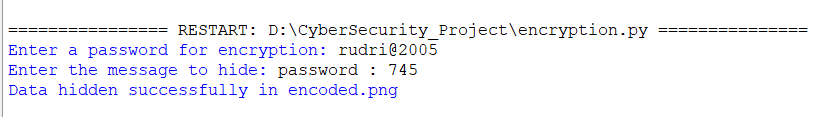 ================ RESTART: D:\CyberSecurity_Project\encryption.py ===============
Enter a password for encryption: rudri@2005
Enter the message to hide: password : 745
Data hidden successfully in encoded.png